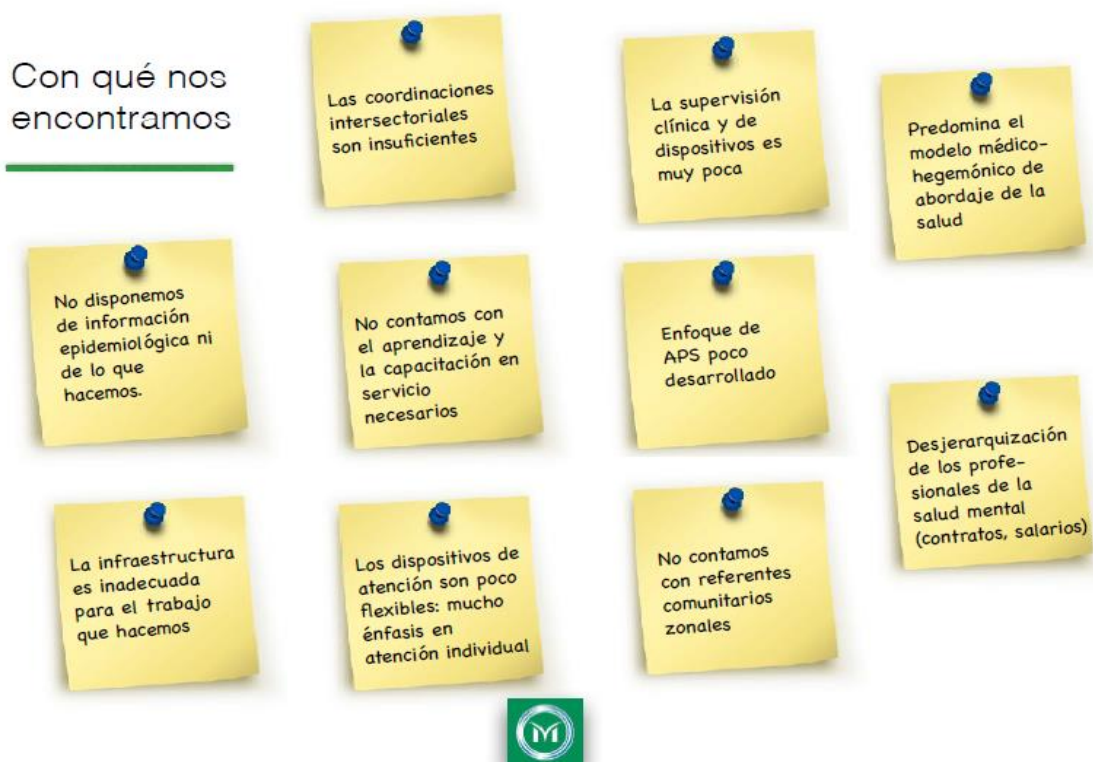 Con qué nos
encontramos
Las coordinaciones
intersectoriales
son insuficientes
La supervisión
clínica y de
dispositivos es
muy poca
Predomina el
modelo médico-
hegemónico de
abordaje de la
salud
No disponemos
de información
epidemiológica ni
de lo que
hacemos.
No contamos con
el aprendizaje y
la capacitación en
servicio
necesarios
Enfoque de
APS poco
desarrollado
Desjerarquización
de los profe-
sionales de la
salud mental
(contratos, salarios)
La infraestructura
es inadecuada
para el trabajo
que hacemos
Los dispositivos de
atención son poco
flexibles: mucho
énfasis en
atención individual
No contamos
con referentes
comunitarios
zonales